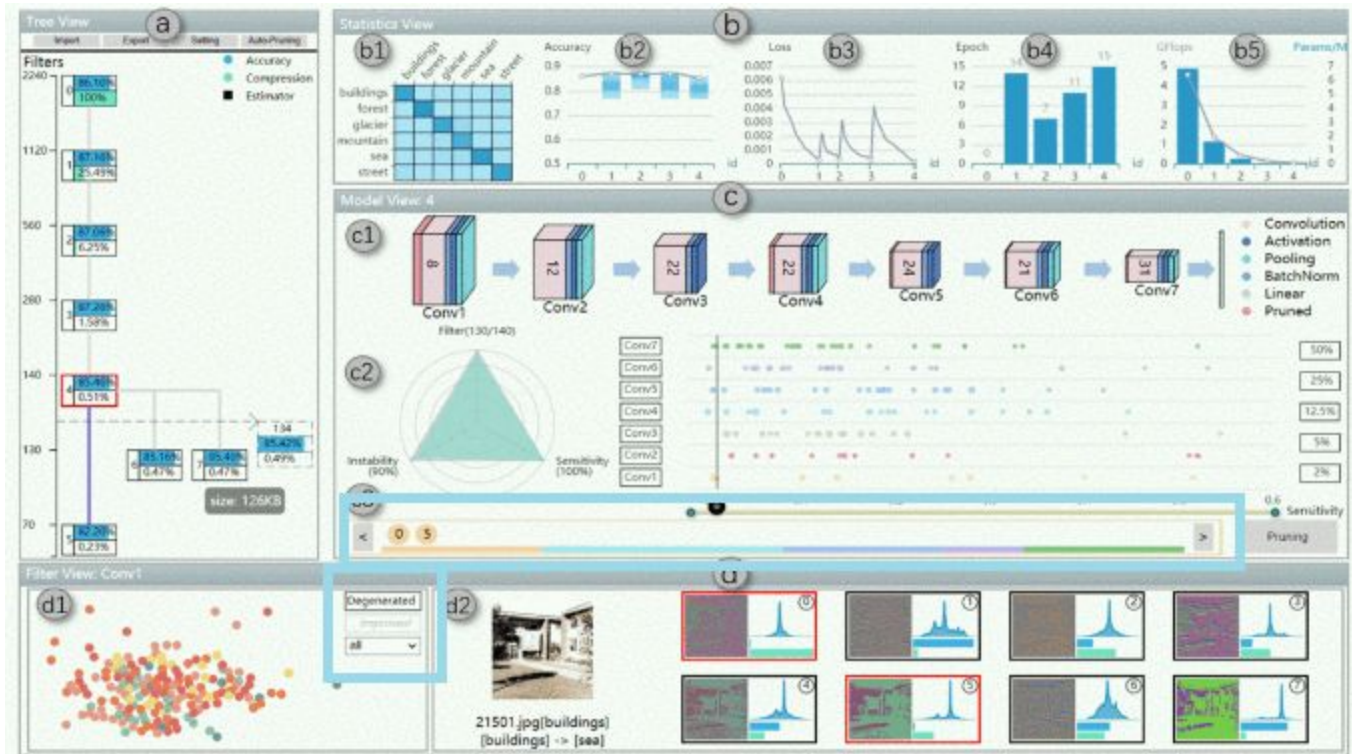 Tree View
a
Import Export Setting Auto-Pruning
Filters
Accuracy
Compression
Estimator
2240
0 86.10%
100%
1120
1 87.16%
25.49%
560
2 87.06%
6.25%
280
3 87.20%
1.58%
140
4 85.46%
0.51%
134
85.42%
0.49%
130
6 85.16%
0.47%
7 85.40%
0.47%
size: 126KB
70
5 82.20%
0.23%
Statistics View
b
b1
buildings forest glacier mountain sea street
buildings
forest
glacier
mountain
sea
street
Accuracy
b2
0.9
0.8
0.8
0.6
0.5
0 1 2 3 4
id
Loss
b3
0.007
0.006
0.004
0.003
0.001
0.001
0
0 1 2 3 4
id
Epoch
b4
15
12
9
6
3
0
0 14 7 11 15
0 1 2 3 4
id
GFlops
b5
Params/M
5
4
3
2
1
0
7
6
5
4
3
2
1
0
0 1 2 3 4
id
Model View: 4
c
c1
8 12 22 22 24 21 31
Conv1 Conv2 Conv3 Conv4 Conv5 Conv6 Conv7
Convolution
Activation
Pooling
BatchNorm
Linear
Pruned
c2
Filter(130/140)
Instability
(90%)
Sensitivity
(100%)
Conv7
Conv6
Conv5
Conv4
Conv3
Conv2
Conv1
50%
25%
12.5%
5%
2%
0.6
Sensitivity
< 0 5 >
Pruning
Filter View: Conv1
d
d1
Degenerated
Improved
all
d2
21501.jpg[buildings]
[buildings] -> [sea]
0 1 2 3
4 5 6 7